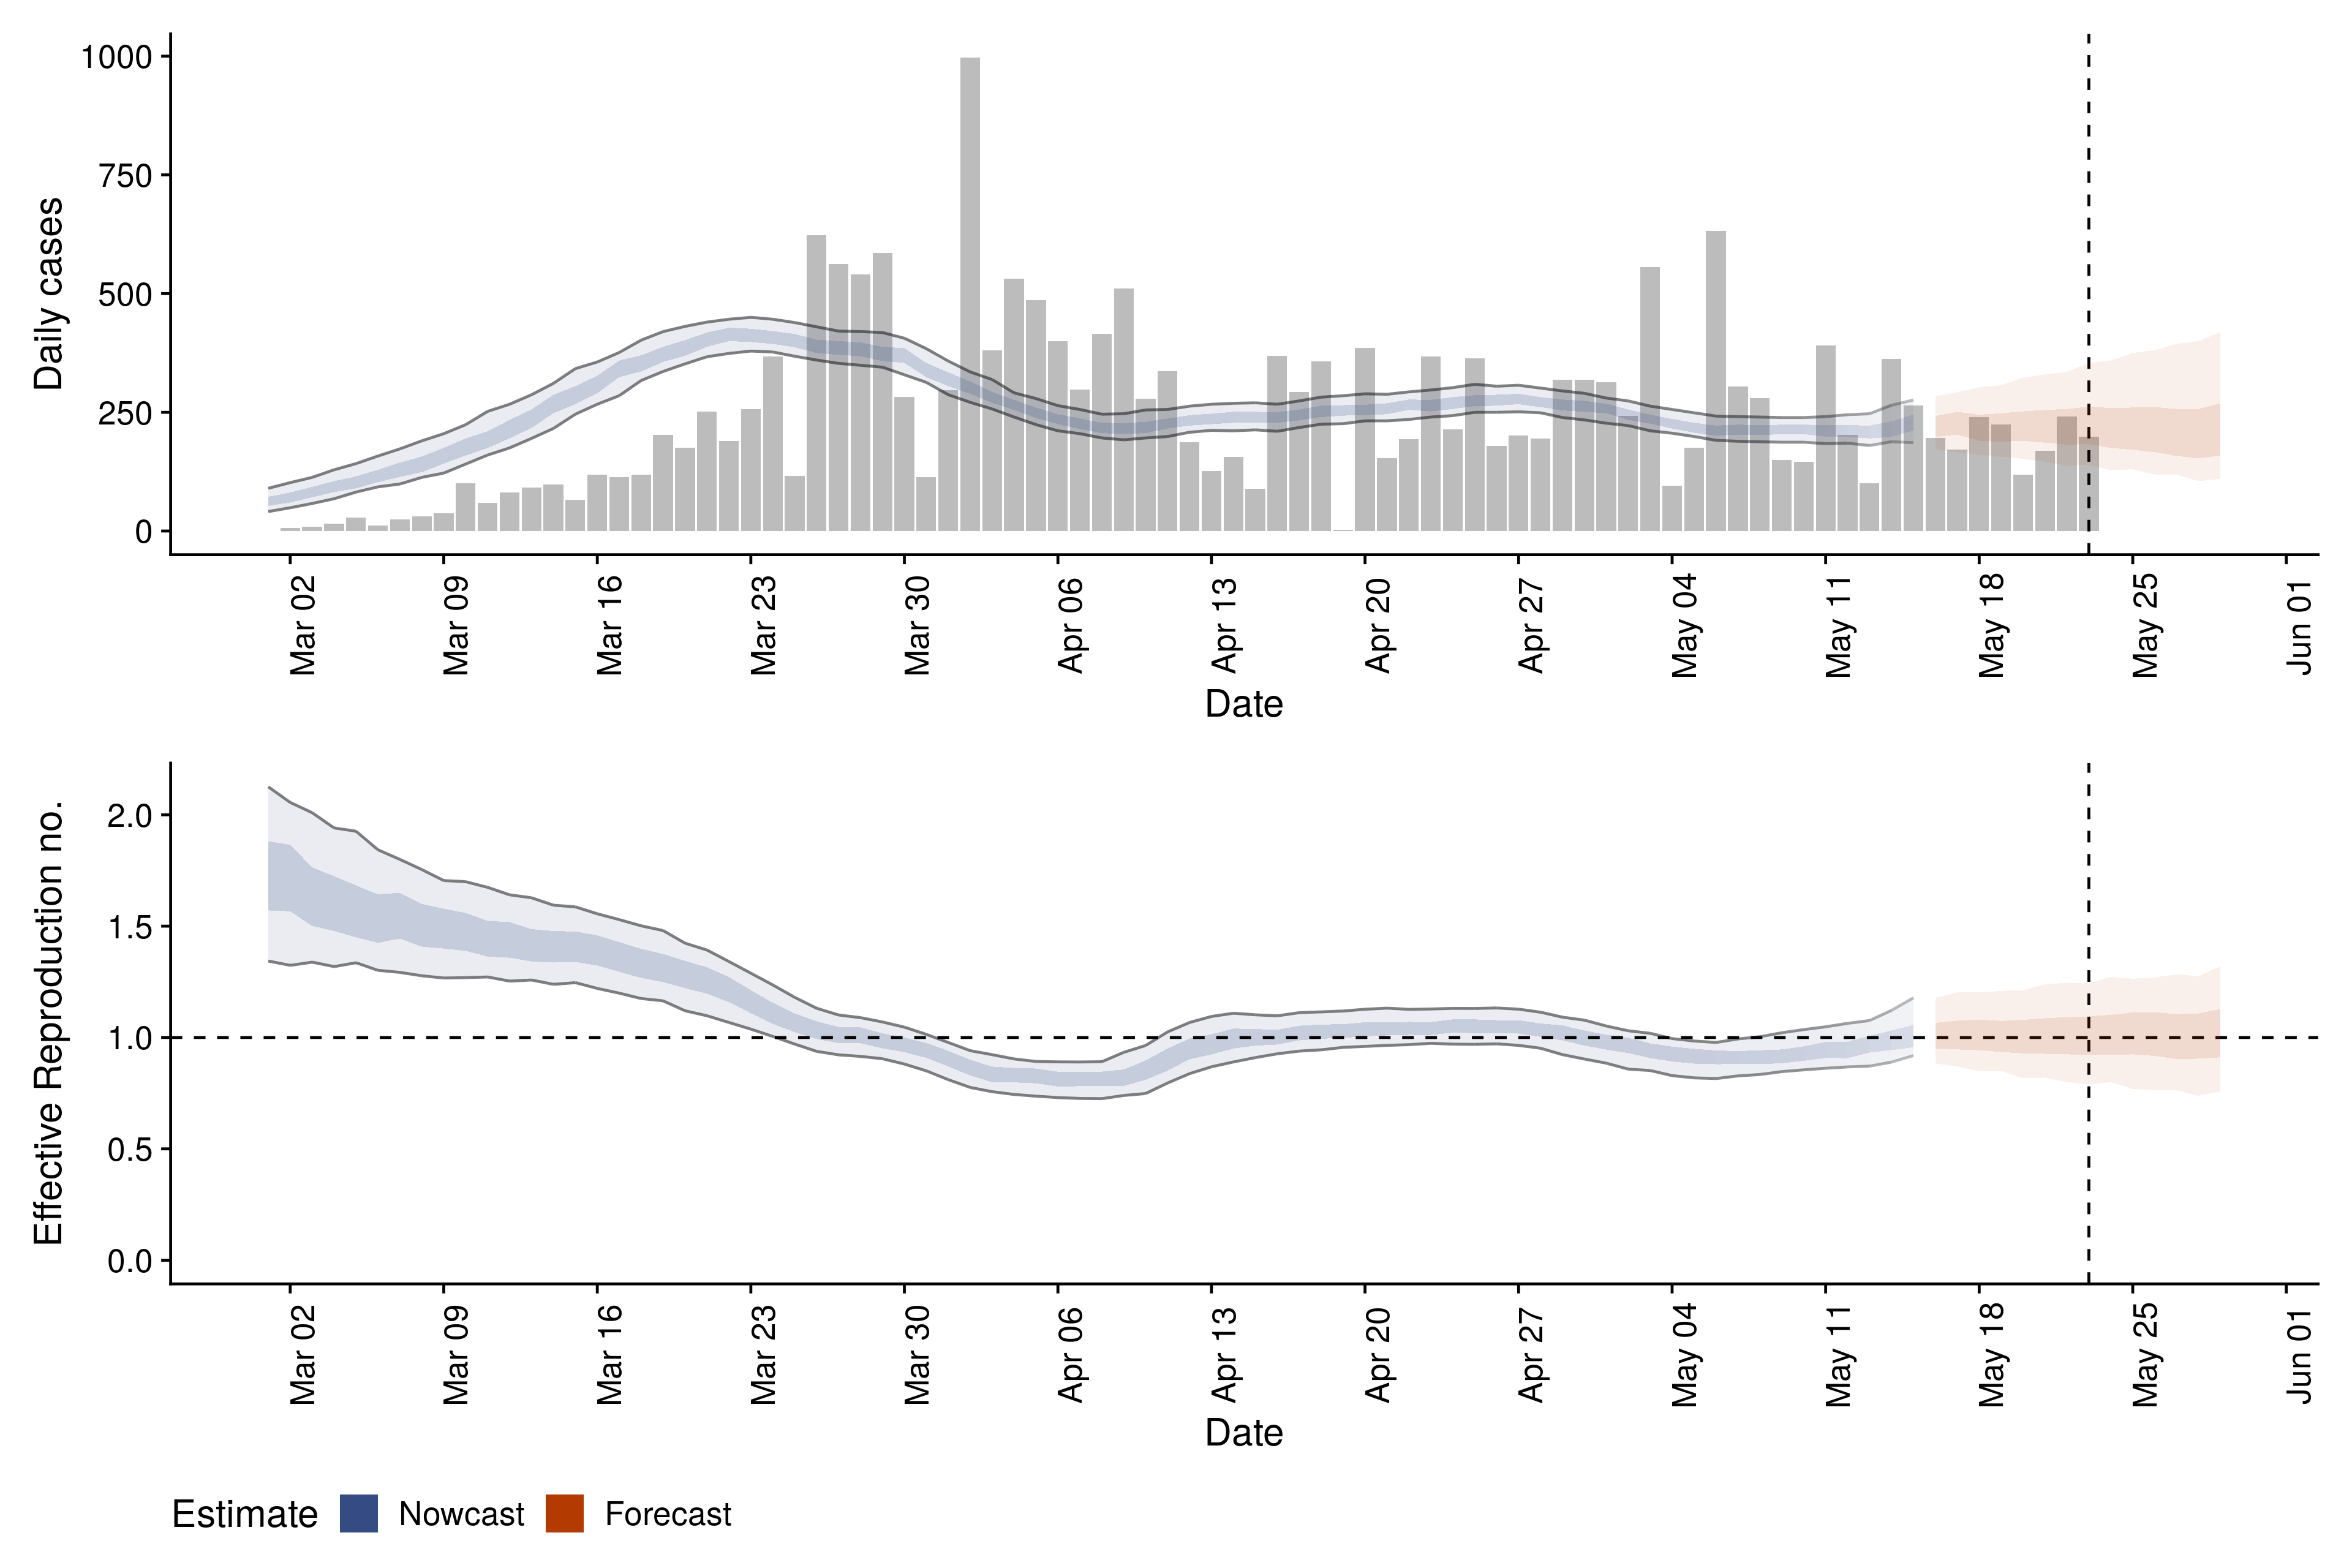 Daily cases
1000
750
500
250
0
Mar 02
Mar 09
Mar 16
Mar 23
Mar 30
Apr 06
Apr 13
Apr 20
Apr 27
May 04
May 11
May 18
May 25
Jun 01
Date
Effective Reproduction no.
2.0
1.5
1.0
0.5
0.0
Mar 02
Mar 09
Mar 16
Mar 23
Mar 30
Apr 06
Apr 13
Apr 20
Apr 27
May 04
May 11
May 18
May 25
Jun 01
Date
Estimate Nowcast Forecast